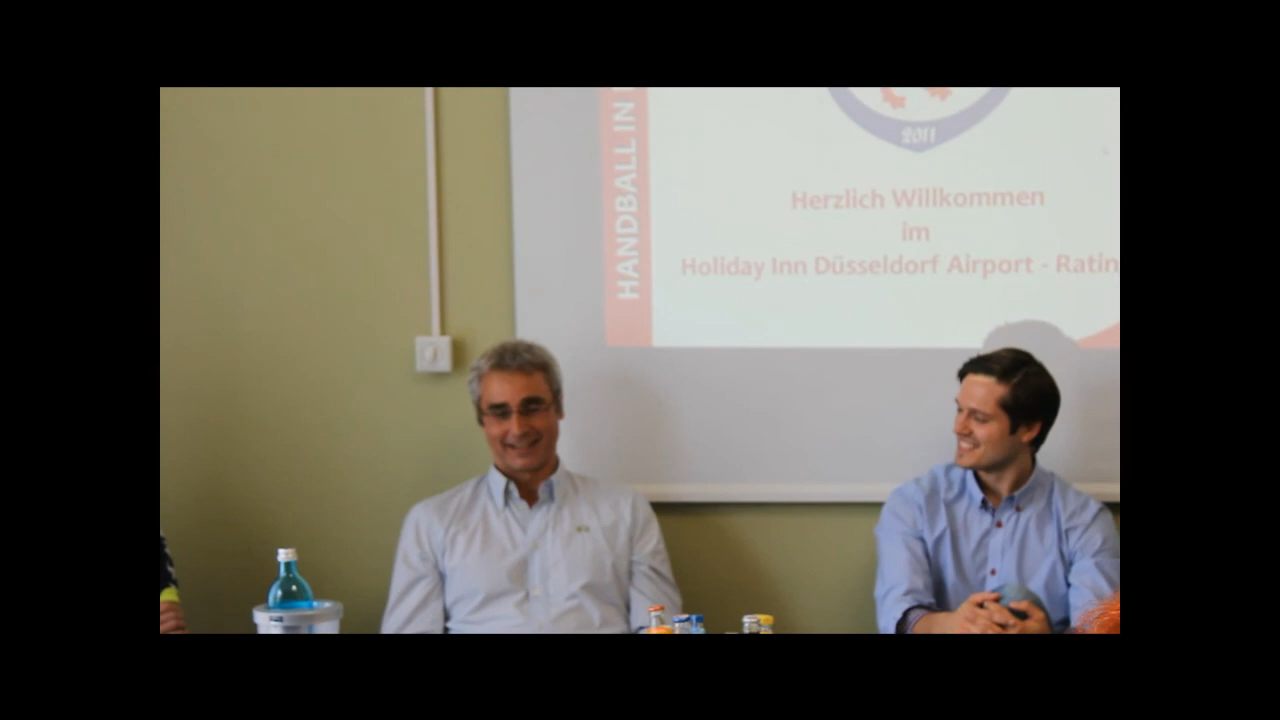 HANDBALL IN
2011
Herzlich Willkommen
im
Holiday Inn Düsseldorf Airport - Ratin